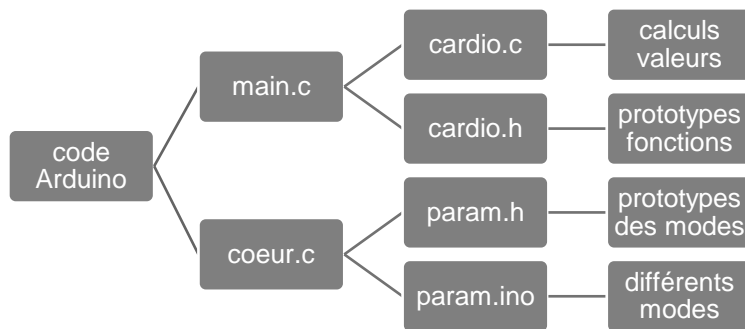 code
Arduino
main.c
cardio.c
calculs
valeurs
cardio.h
prototypes
fonctions
coeur.c
param.h
prototypes
des modes
param.ino
différents
modes